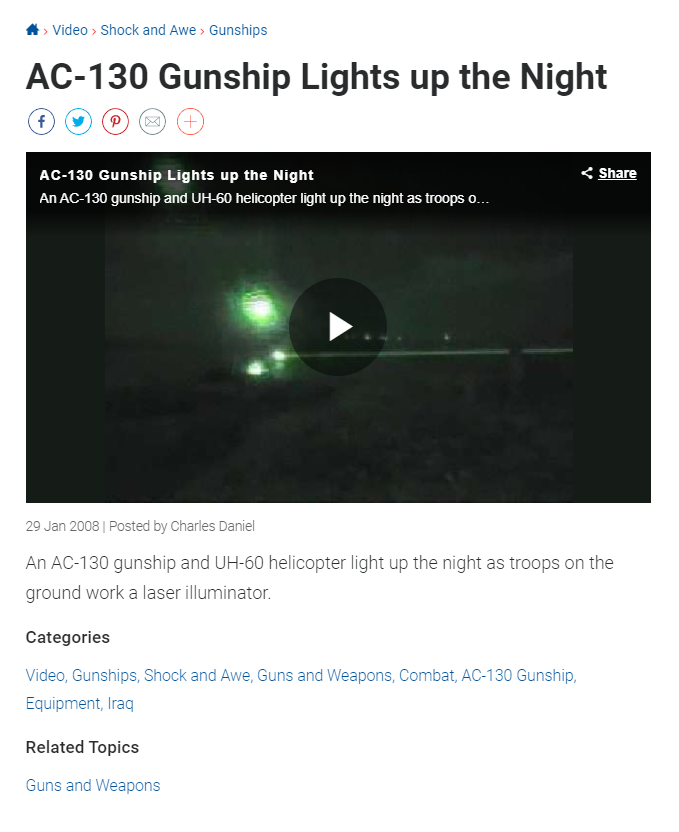 Video > Shock and Awe > Gunships
AC-130 Gunship Lights up the Night
AC-130 Gunship Lights up the Night
Share
An AC-130 gunship and UH-60 helicopter light up the night as troops o...
29 Jan 2008 | Posted by Charles Daniel
An AC-130 gunship and UH-60 helicopter light up the night as troops on the
ground work a laser illuminator.
Categories
Video, Gunships, Shock and Awe, Guns and Weapons, Combat, AC-130 Gunship,
Equipment, Iraq
Related Topics
Guns and Weapons